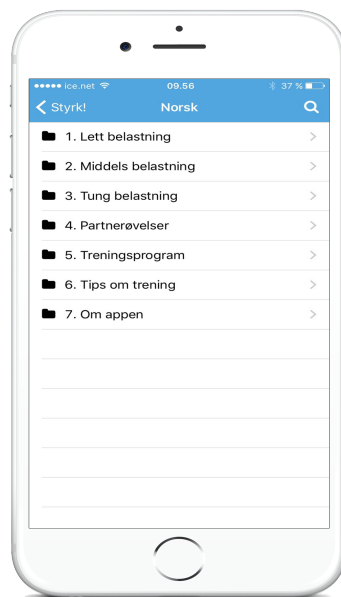 ice.net 09.56 37 %
Styrk! Norsk
1. Lett belastning
2. Middels belastning
3. Tung belastning
4. Partnerøvelser
5. Treningsprogram
6. Tips om trening
7. Om appen